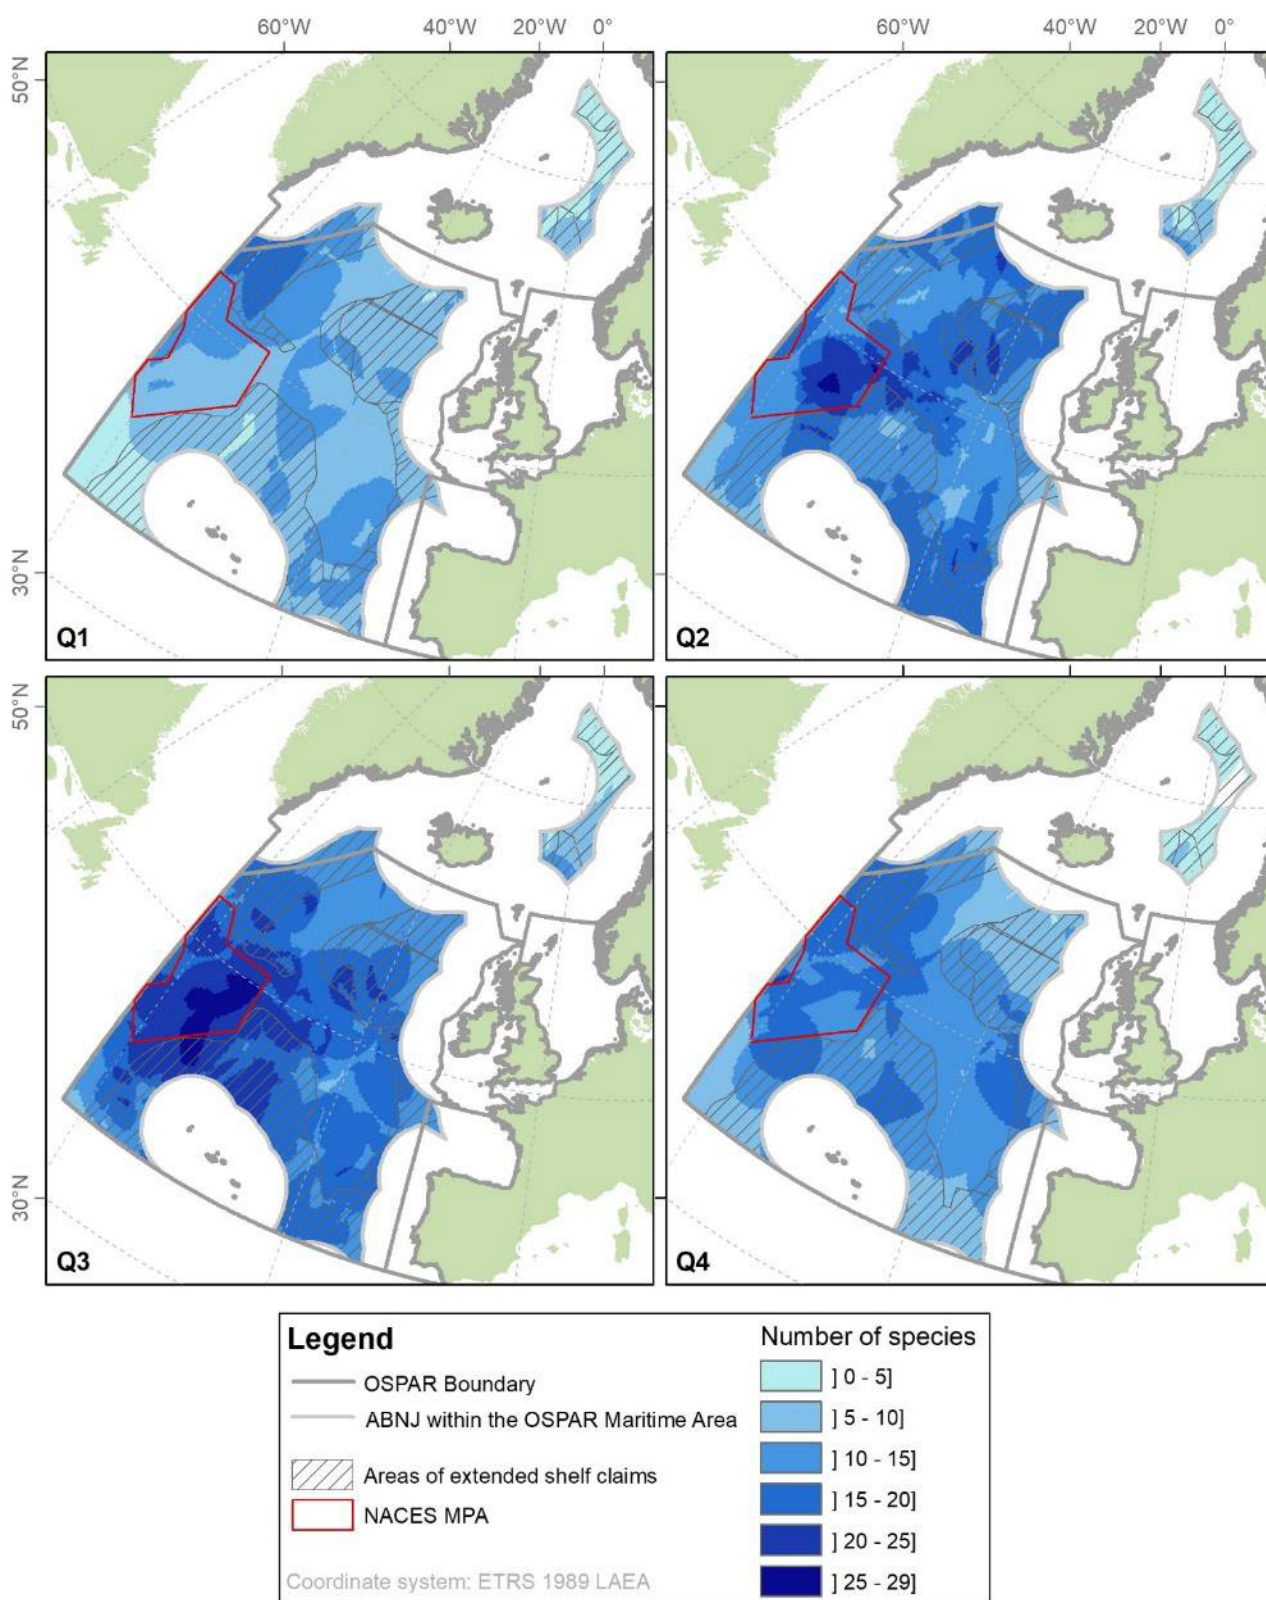 60°W 40°W 20°W 0° 60°W 40°W 20°W 0°
50°N
30°N
Q1 Q2
50°N
30°N
Q3 Q4
Legend
OSPAR Boundary
ABNJ within the OSPAR Maritime Area
Areas of extended shelf claims
NACES MPA
Coordinate system: ETRS 1989 LAEA
Number of species
] 0 - 5]
] 5 - 10]
] 10 - 15]
] 15 - 20]
] 20 - 25]
] 25 - 29]